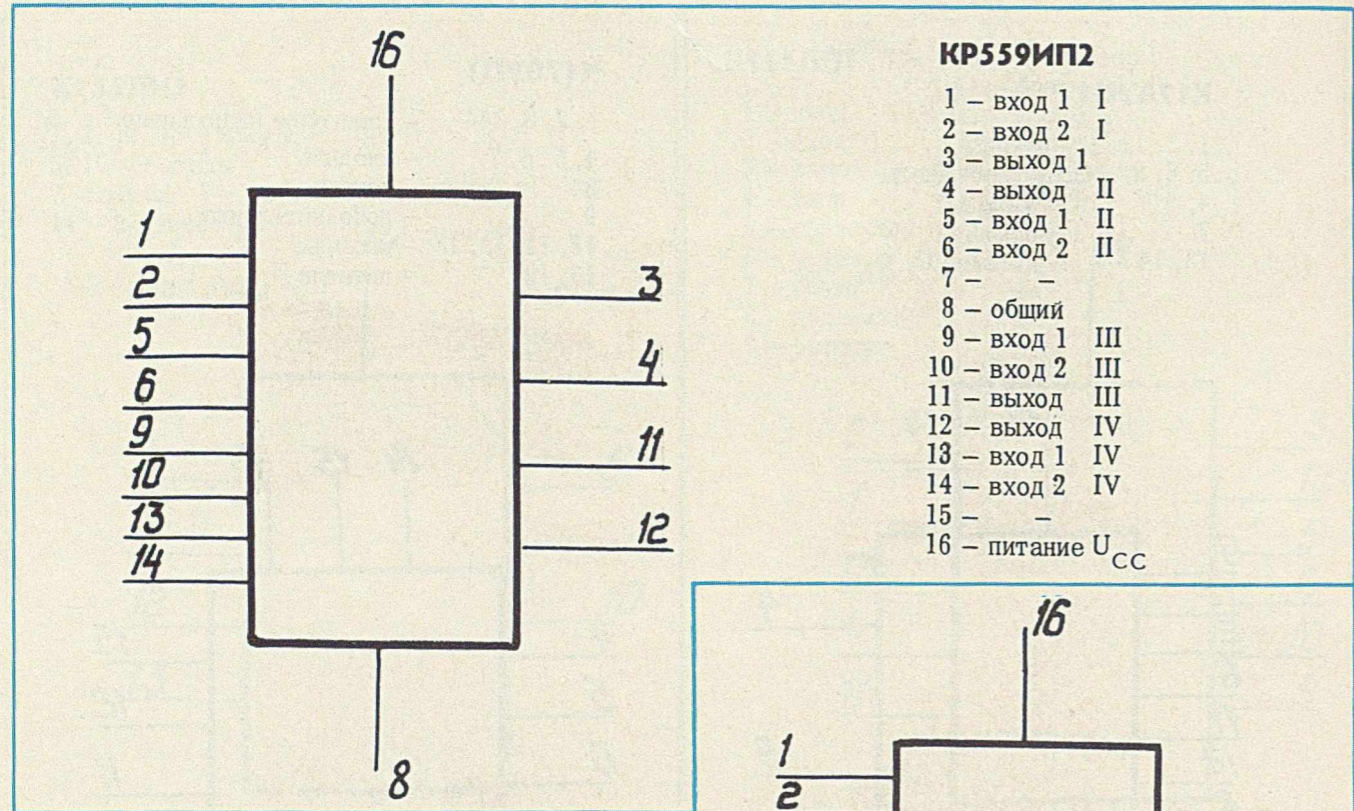 16
1
2
5
6
9
10
13
14
3
4
11
12
8
КР559ИП2
1 – вход 1 I
2 – вход 2 I
3 – выход 1
4 – выход II
5 – вход 1 II
6 – вход 2 II
7 – –
8 – общий
9 – вход 1 III
10 – вход 2 III
11 – выход III
12 – выход IV
13 – вход 1 IV
14 – вход 2 IV
15 – –
16 – питание U_CC
16
1
2